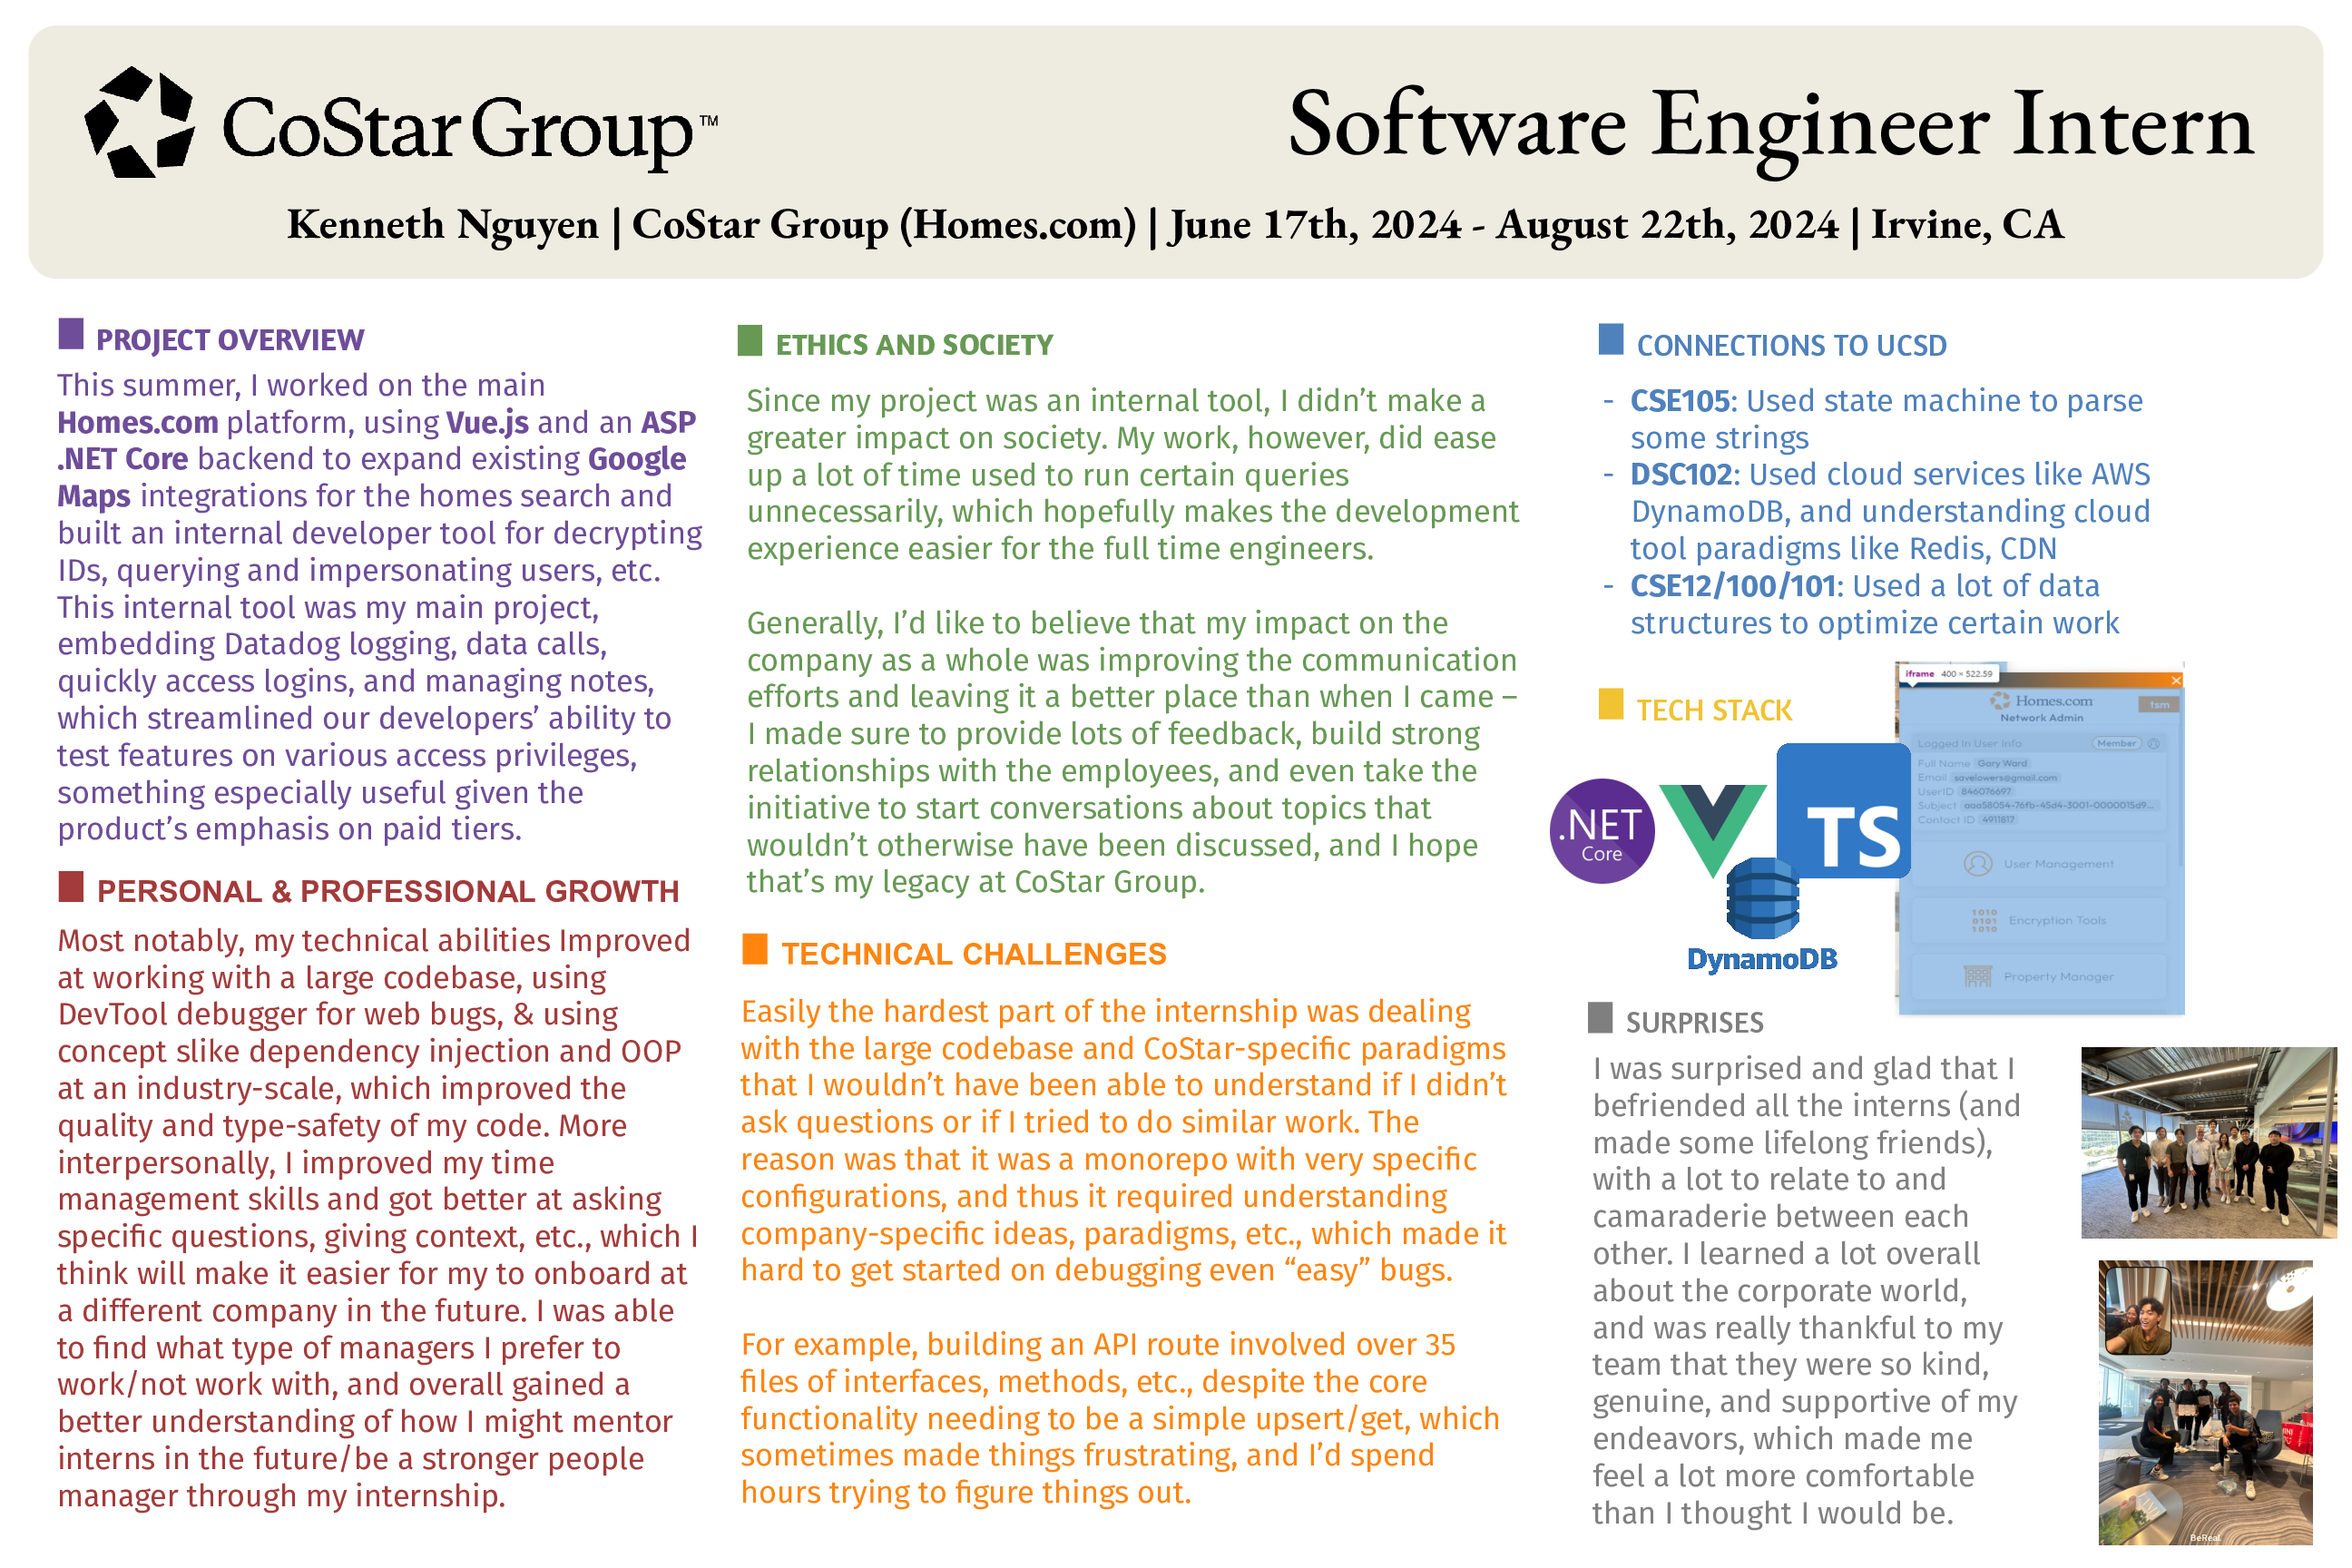 CoStar Group™
Software Engineer Intern
Kenneth Nguyen | CoStar Group (Homes.com) | June 17th, 2024 - August 22th, 2024 | Irvine, CA
PROJECT OVERVIEW
This summer, I worked on the main
Homes.com platform, using Vue.js and an ASP
.NET Core backend to expand existing Google
Maps integrations for the homes search and
built an internal developer tool for decrypting
IDs, querying and impersonating users, etc.
This internal tool was my main project,
embedding Datadog logging, data calls,
quickly access logins, and managing notes,
which streamlined our developers’ ability to
test features on various access privileges,
something especially useful given the
product’s emphasis on paid tiers.
PERSONAL & PROFESSIONAL GROWTH
Most notably, my technical abilities Improved
at working with a large codebase, using
DevTool debugger for web bugs, & using
concept slike dependency injection and OOP
at an industry-scale, which improved the
quality and type-safety of my code. More
interpersonally, I improved my time
management skills and got better at asking
specific questions, giving context, etc., which I
think will make it easier for my to onboard at
a different company in the future. I was able
to find what type of managers I prefer to
work/not work with, and overall gained a
better understanding of how I might mentor
interns in the future/be a stronger people
manager through my internship.
ETHICS AND SOCIETY
Since my project was an internal tool, I didn’t make a
greater impact on society. My work, however, did ease
up a lot of time used to run certain queries
unnecessarily, which hopefully makes the development
experience easier for the full time engineers.
Generally, I’d like to believe that my impact on the
company as a whole was improving the communication
efforts and leaving it a better place than when I came –
I made sure to provide lots of feedback, build strong
relationships with the employees, and even take the
initiative to start conversations about topics that
wouldn’t otherwise have been discussed, and I hope
that’s my legacy at CoStar Group.
TECHNICAL CHALLENGES
Easily the hardest part of the internship was dealing
with the large codebase and CoStar-specific paradigms
that I wouldn’t have been able to understand if I didn’t
ask questions or if I tried to do similar work. The
reason was that it was a monorepo with very specific
configurations, and thus it required understanding
company-specific ideas, paradigms, etc., which made it
hard to get started on debugging even “easy” bugs.
For example, building an API route involved over 35
files of interfaces, methods, etc., despite the core
functionality needing to be a simple upsert/get, which
sometimes made things frustrating, and I’d spend
hours trying to figure things out.
CONNECTIONS TO UCSD
- CSE105: Used state machine to parse
some strings
- DSC102: Used cloud services like AWS
DynamoDB, and understanding cloud
tool paradigms like Redis, CDN
- CSE12/100/101: Used a lot of data
structures to optimize certain work
TECH STACK
.NET
Core
TS
DynamoDB
iframe 400 × 522.59
Homes.com
tsm
Network Admin
Logged In User Info Member
Full Name Gary Ward
Email savelowers@gmail.com
UserID 846076697
Subject aaa58054-76fb-45d4-3001-0000015d9...
Contact ID 4911817
User Management
1010
0101
1010
Encryption Tools
Property Manager
SURPRISES
I was surprised and glad that I
befriended all the interns (and
made some lifelong friends),
with a lot to relate to and
camaraderie between each
other. I learned a lot overall
about the corporate world,
and was really thankful to my
team that they were so kind,
genuine, and supportive of my
endeavors, which made me
feel a lot more comfortable
than I thought I would be.
BeReal.